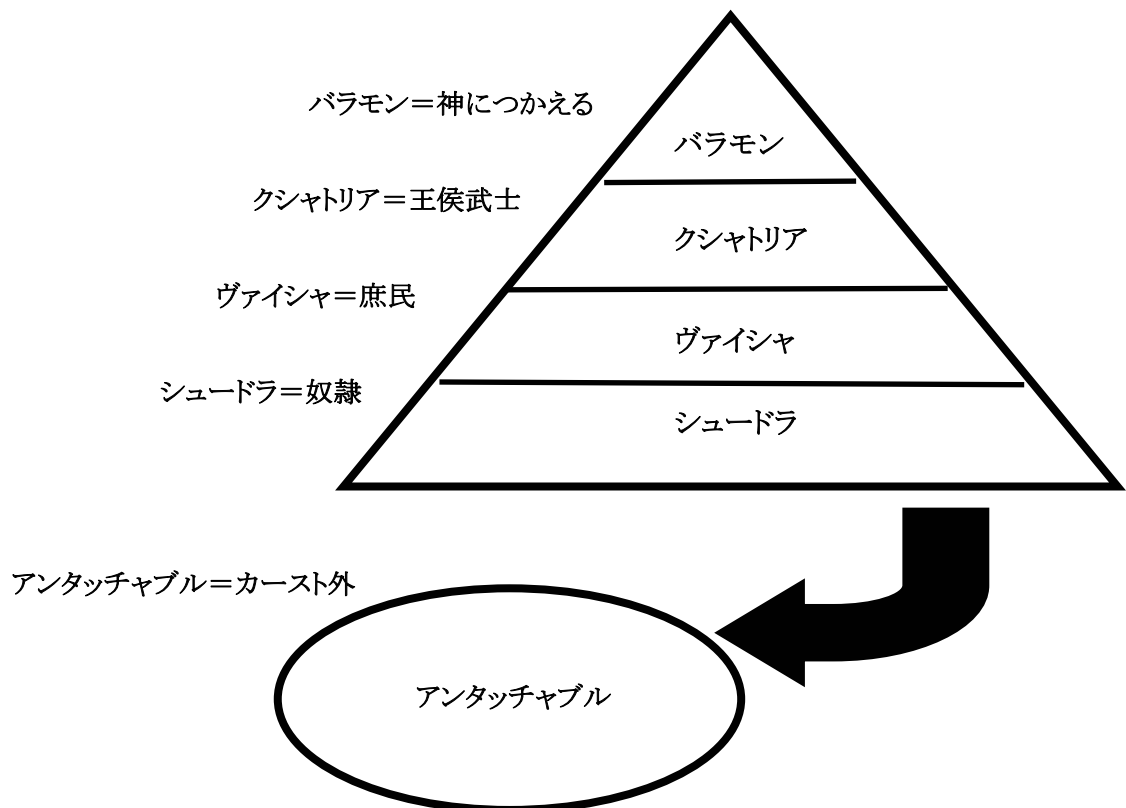 バラモン＝神につかえる
バラモン
クシャトリア＝王侯武士
クシャトリア
ヴァイシャ＝庶民
ヴァイシャ
シュードラ＝奴隷
シュードラ
アンタッチャブル＝カースト外
アンタッチャブル